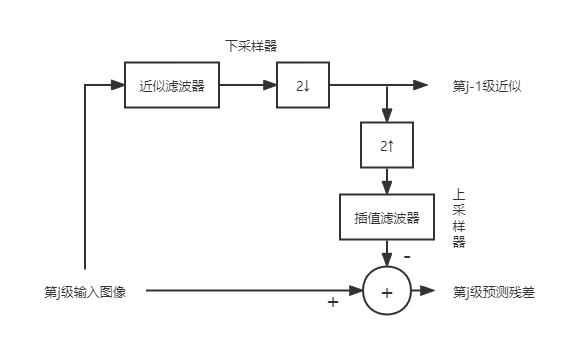 下采样器
近似滤波器
2↓
第j-1级近似
2↑
插值滤波器
上
采
样
器
-
第j级输入图像
+
+
第j级预测残差